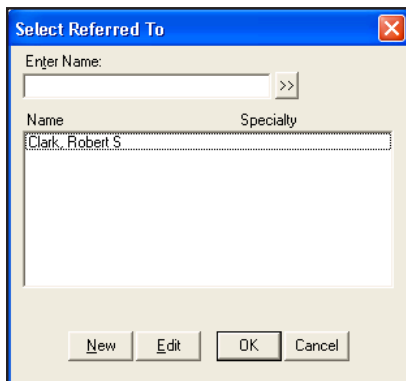 Select Referred To
Enter Name:
>>
Name Specialty
Clark, Robert S
New Edit OK Cancel